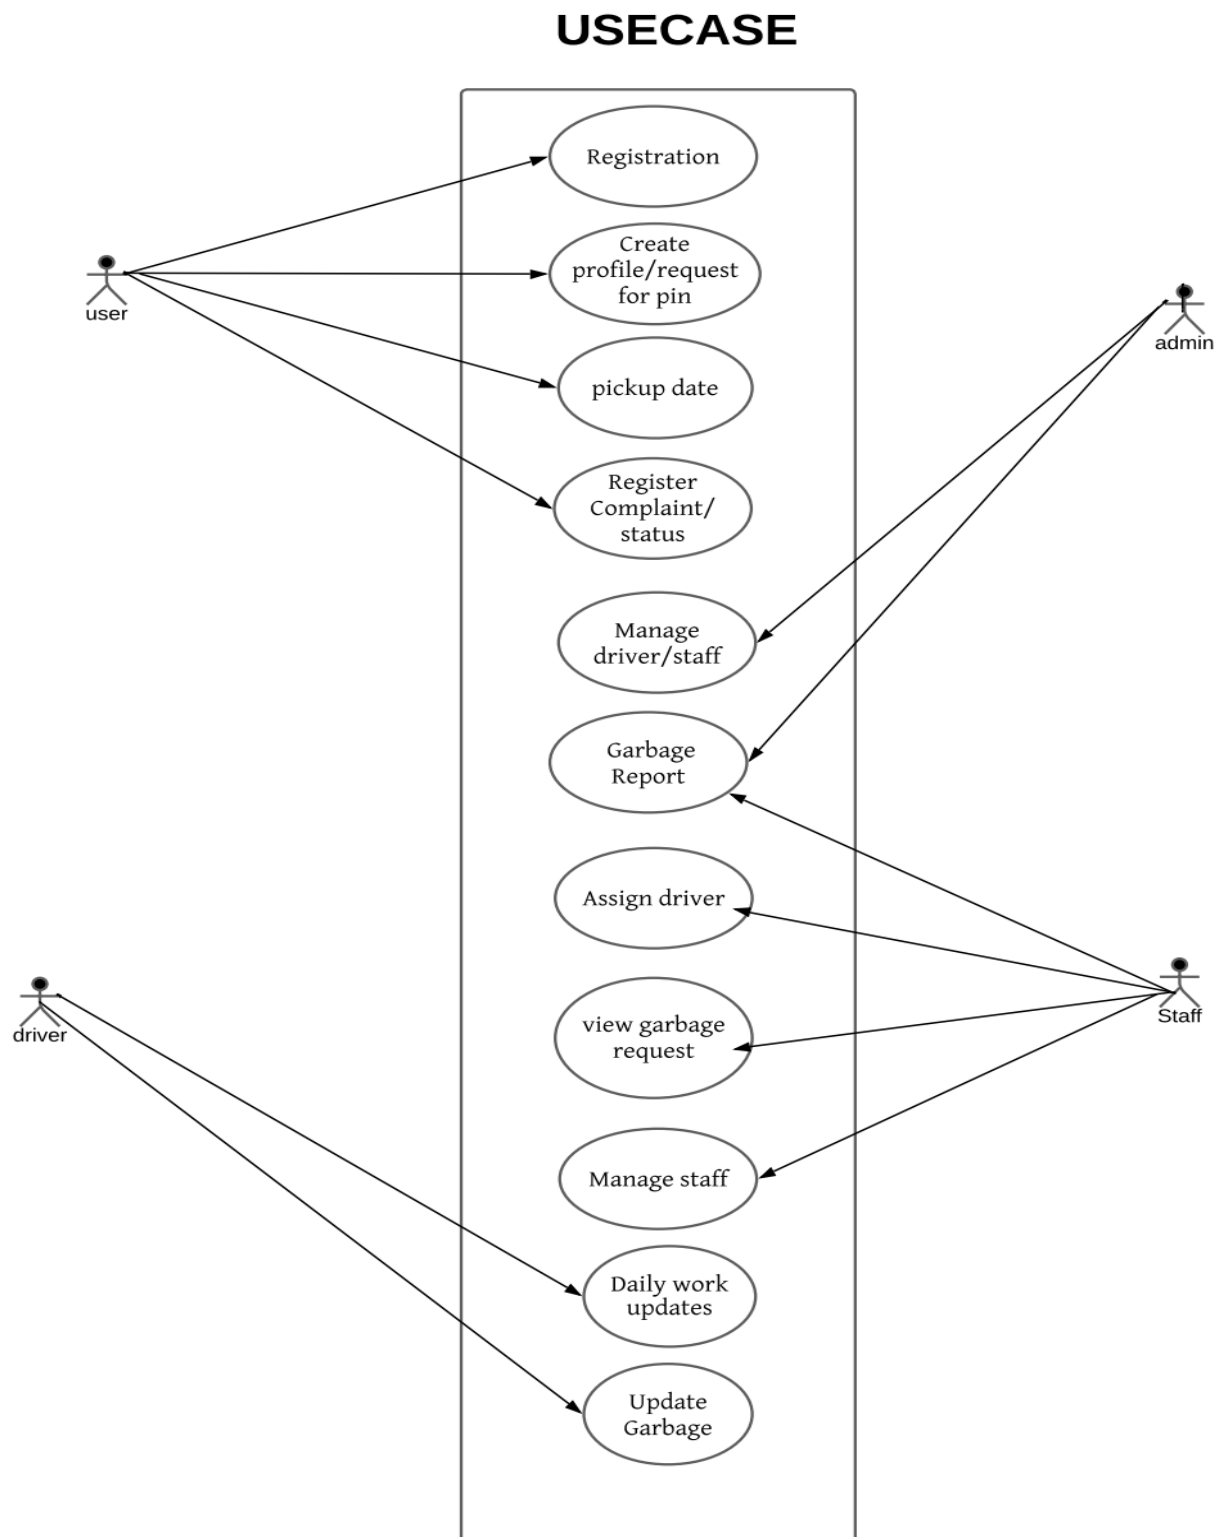 USECASE
Registration
Create
profile/request
for pin
user
admin
pickup date
Register
Complaint/
status
Manage
driver/staff
Garbage
Report
Assign driver
driver
Staff
view garbage
request
Manage staff
Daily work
updates
Update
Garbage